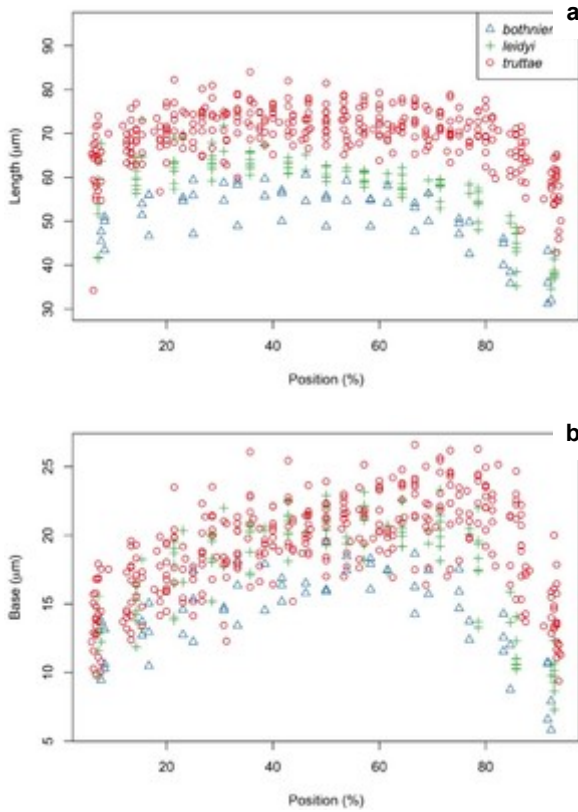 a
bothnier
leidyi
truttae
90
80
70
60
50
40
30
Length (µm)
20 40 60 80
Position (%)
b
25
20
15
10
5
Base (µm)
20 40 60 80
Position (%)